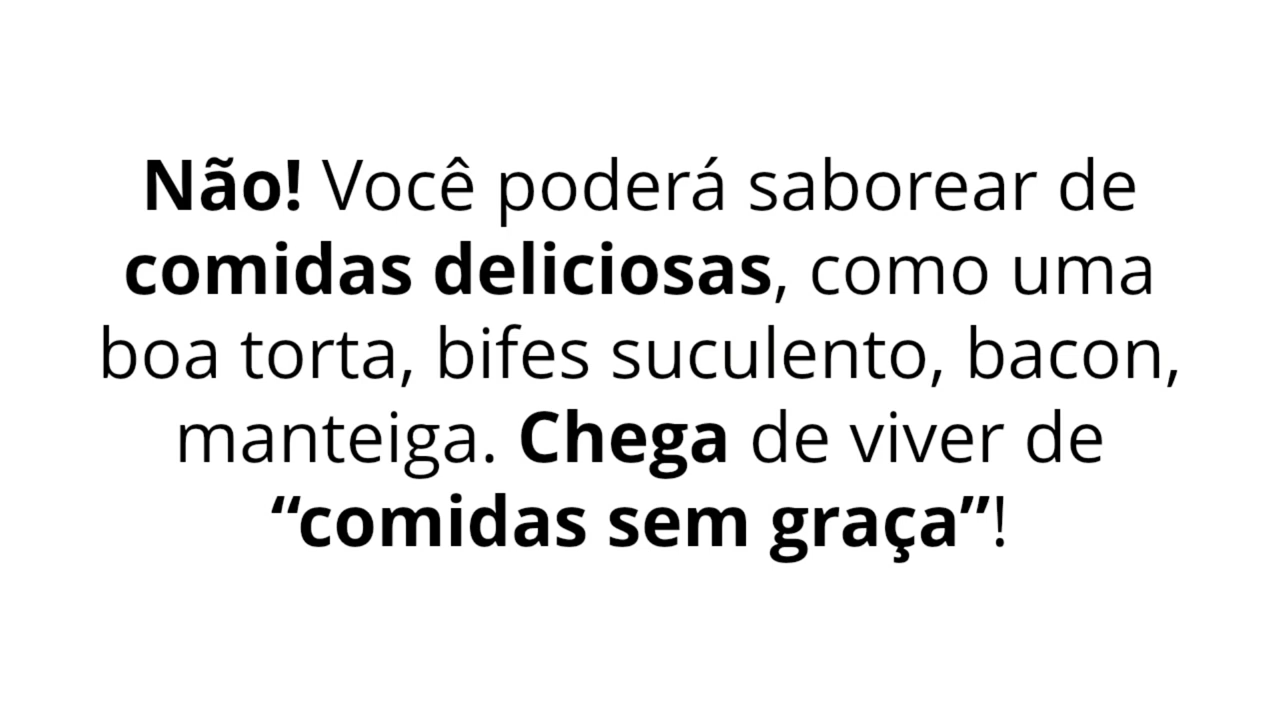 Não! Você poderá saborear de
comidas deliciosas, como uma
boa torta, bifes suculento, bacon,
manteiga. Chega de viver de
“comidas sem graça”!